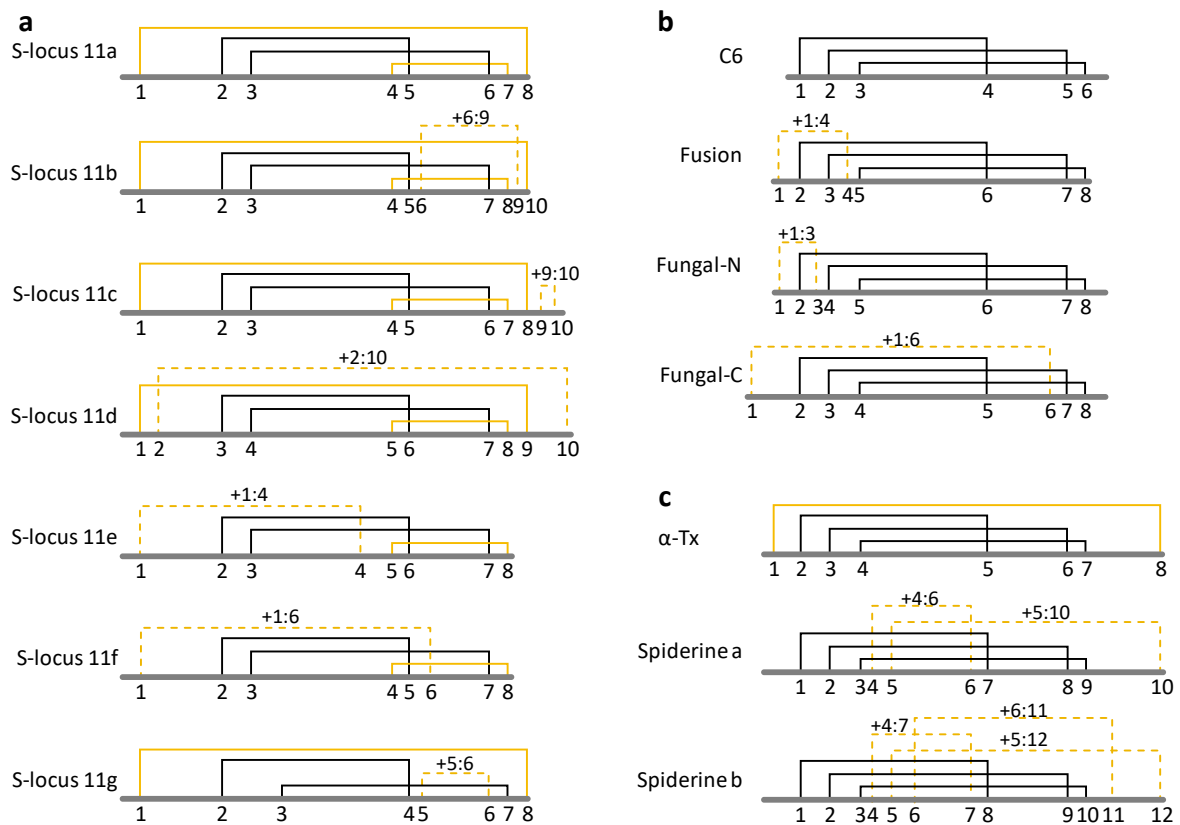 a
S-locus 11a
1 2 3 4 5 6 7 8
+6:9
S-locus 11b
1 2 3 4 5 6 7 8 9 10
+9:10
S-locus 11c
1 2 3 4 5 6 7 8 9 10
+2:10
S-locus 11d
1 2 3 4 5 6 7 8 9 10
+1:4
S-locus 11e
1 2 3 4 5 6 7 8
+1:6
S-locus 11f
1 2 3 4 5 6 7 8
+5:6
S-locus 11g
1 2 3 4 5 6 7 8
b
C6
1 2 3 4 5 6
+1:4
Fusion
1 2 3 4 5 6 7 8
+1:3
Fungal-N
1 2 3 4 5 6 7 8
+1:6
Fungal-C
1 2 3 4 5 6 7 8
c
α-Tx
1 2 3 4 5 6 7 8
+4:6 +5:10
Spiderine a
1 2 3 4 5 6 7 8 9 10
+6:11
+4:7
+5:12
Spiderine b
1 2 3 4 5 6 7 8 9 10 11 12